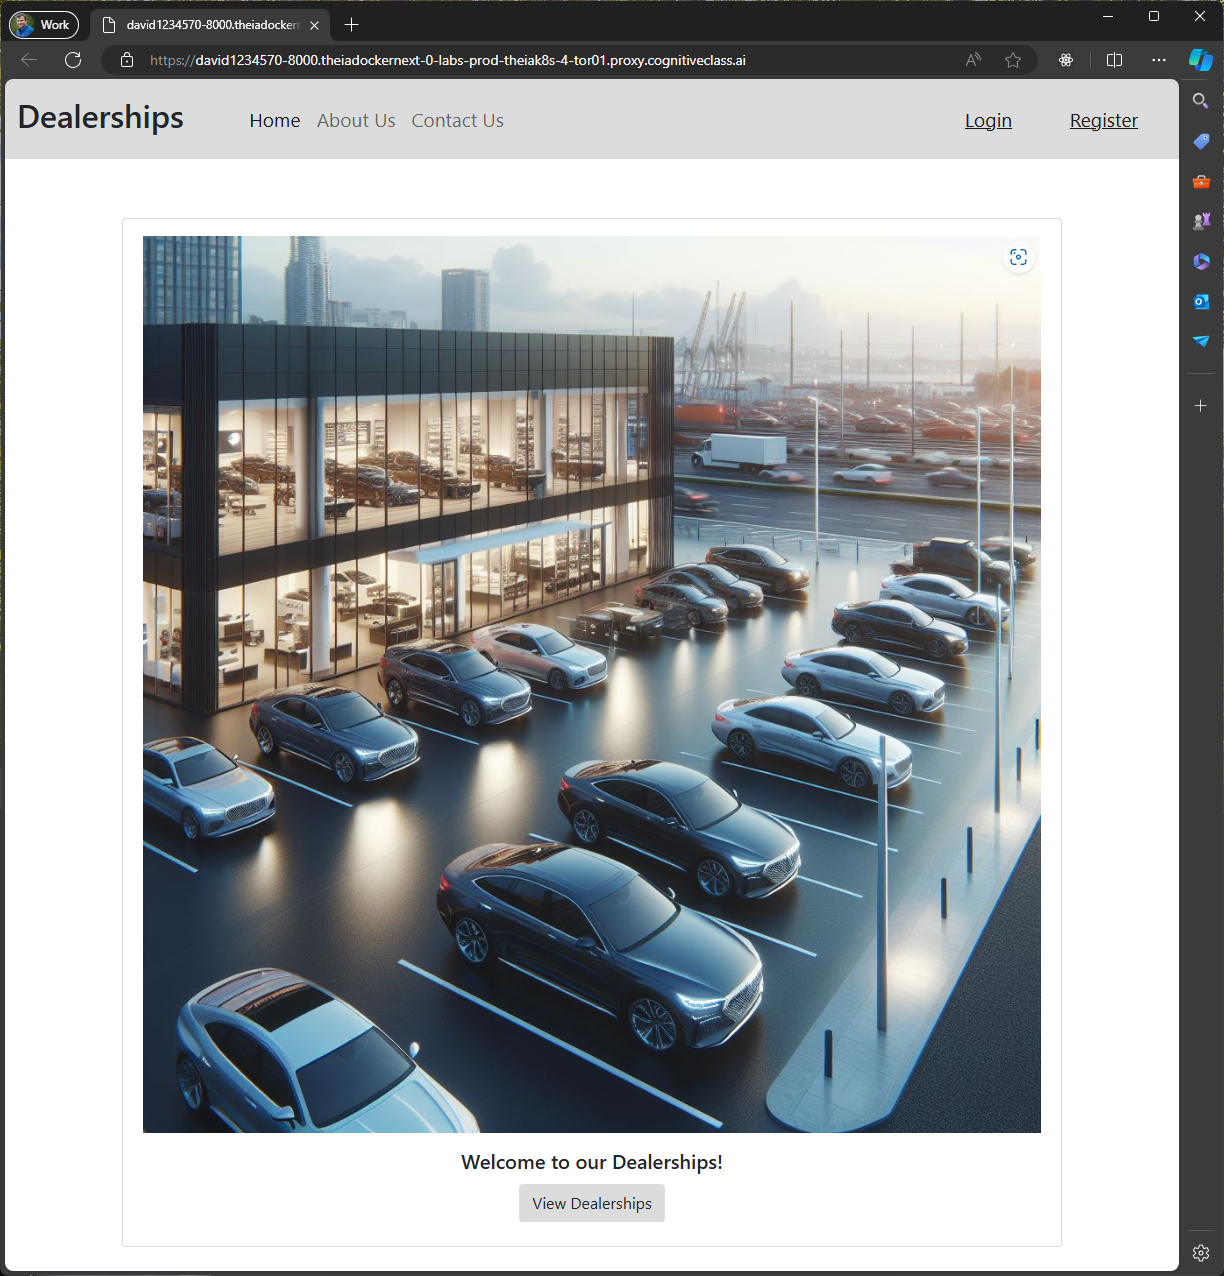 Work
david1234570-8000.theiadocker
https://david1234570-8000.theiadockernext-0-labs-prod-theiak8s-4-tor01.proxy.cognitiveclass.ai
Dealerships
Home
About Us
Contact Us
Login
Register
Welcome to our Dealerships!
View Dealerships